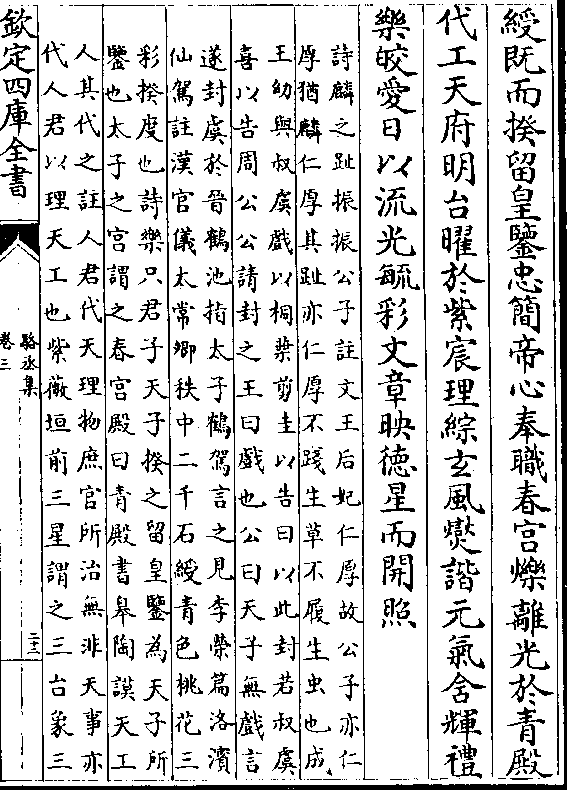 綬既而揆留皇鑒忠簡帝心奉職春宫爍離光於青殿
代工天府明台曜於紫宸理綜玄風爕諧元氣含輝禮
樂皎愛日以流光毓彩文章映徳星而開照
詩麟之趾振振公子註文王后妃仁厚故公子亦仁
厚猶麟仁厚其趾亦仁厚不踐生草不履生虫也成
王幼與叔虞戲以桐葉剪圭以告曰以此封若叔虞
喜以告周公公請封之王曰戲也公曰天子無戲言
遂封虞於晉鶴池指太子鶴駕言之見李榮篇洛濱
仙駕註漢官儀太常卿秩中二千石綬青色桃花三
彩揆度也詩樂只君子天子揆之留皇鑒為天子所
鑒也太子之宫謂之春宫殿曰青殿書皋陶謨天工
人其代之註人君代天理物庶官所治無非天事亦
代人君以理天工也紫薇垣前三星謂之三台象三
欽定四庫全書
駱丞集
卷三
二十二